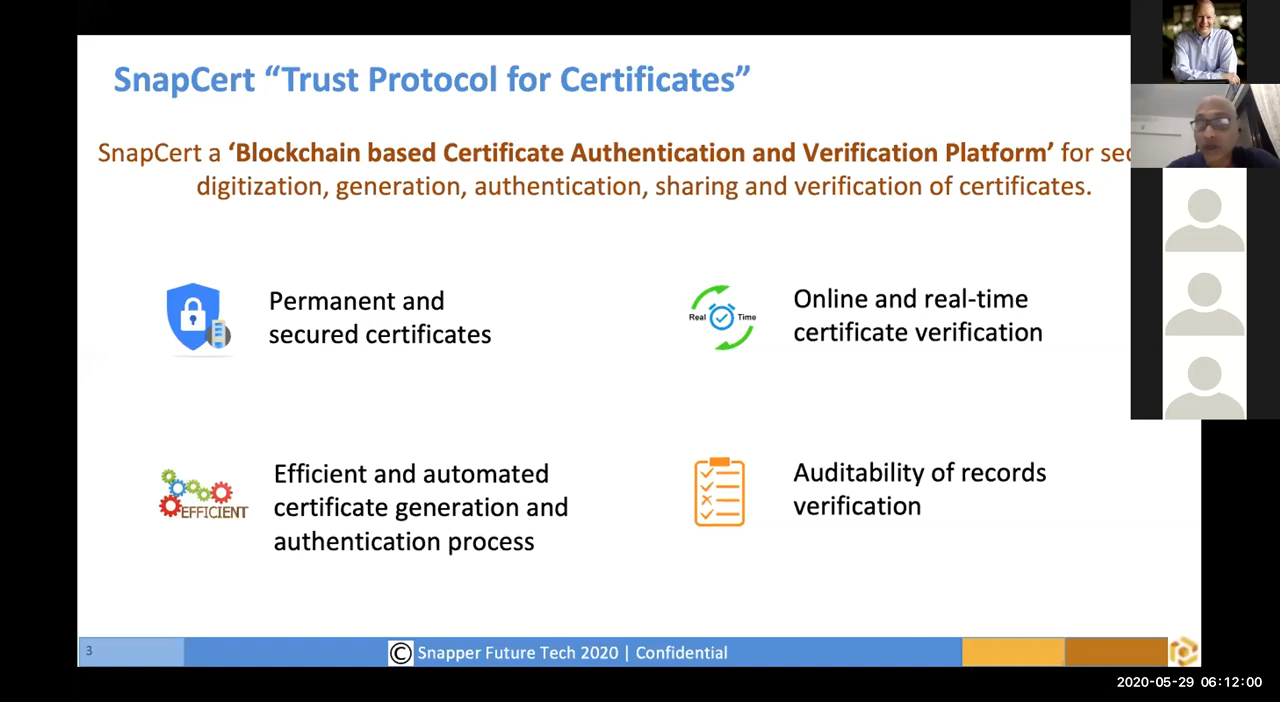 SnapCert “Trust Protocol for Certificates”
SnapCert a ‘Blockchain based Certificate Authentication and Verification Platform’ for
digitization, generation, authentication, sharing and verification of certificates.
Permanent and
secured certificates
Real Time
Online and real-time
certificate verification
EFFICIENT
Efficient and automated
certificate generation and
authentication process
Auditability of records
verification
3
© Snapper Future Tech 2020 | Confidential
2020-05-29 06:12:00